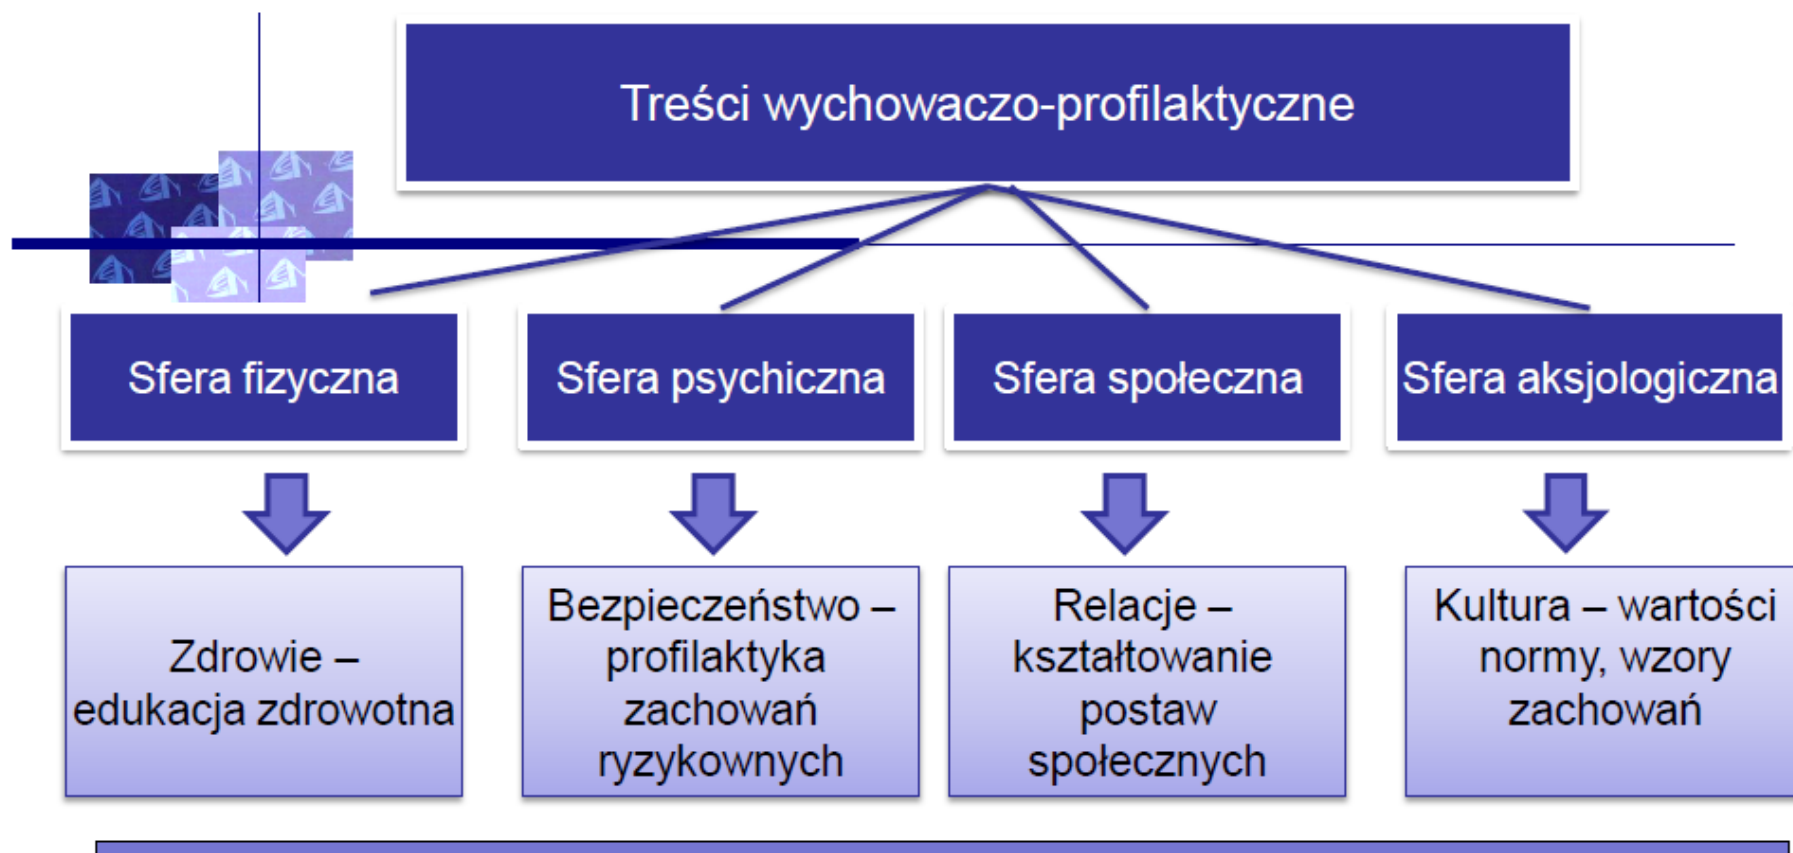 Treści wychowaczo-profilaktyczne
Sfera fizyczna
Sfera psychiczna
Sfera społeczna
Sfera aksjologiczna
Zdrowie –
edukacja zdrowotna
Bezpieczeństwo –
profilaktyka
zachowań
ryzykownych
Relacje –
kształtowanie
postaw
społecznych
Kultura – wartości
normy, wzory
zachowań